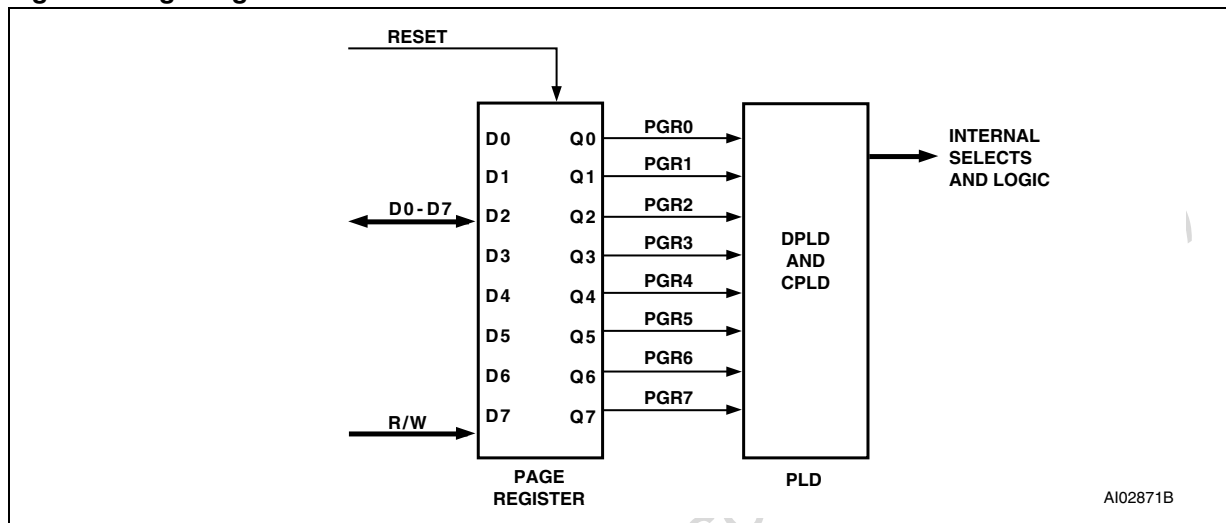 RESET
D0 Q0 PGR0
D1 Q1 PGR1
D0-D7 D2 Q2 PGR2
D3 Q3 PGR3
D4 Q4 PGR4
D5 Q5 PGR5
D6 Q6 PGR6
R/W D7 Q7 PGR7
DPLD
AND
CPLD
INTERNAL
SELECTS
AND LOGIC
PAGE
REGISTER
PLD
AI02871B